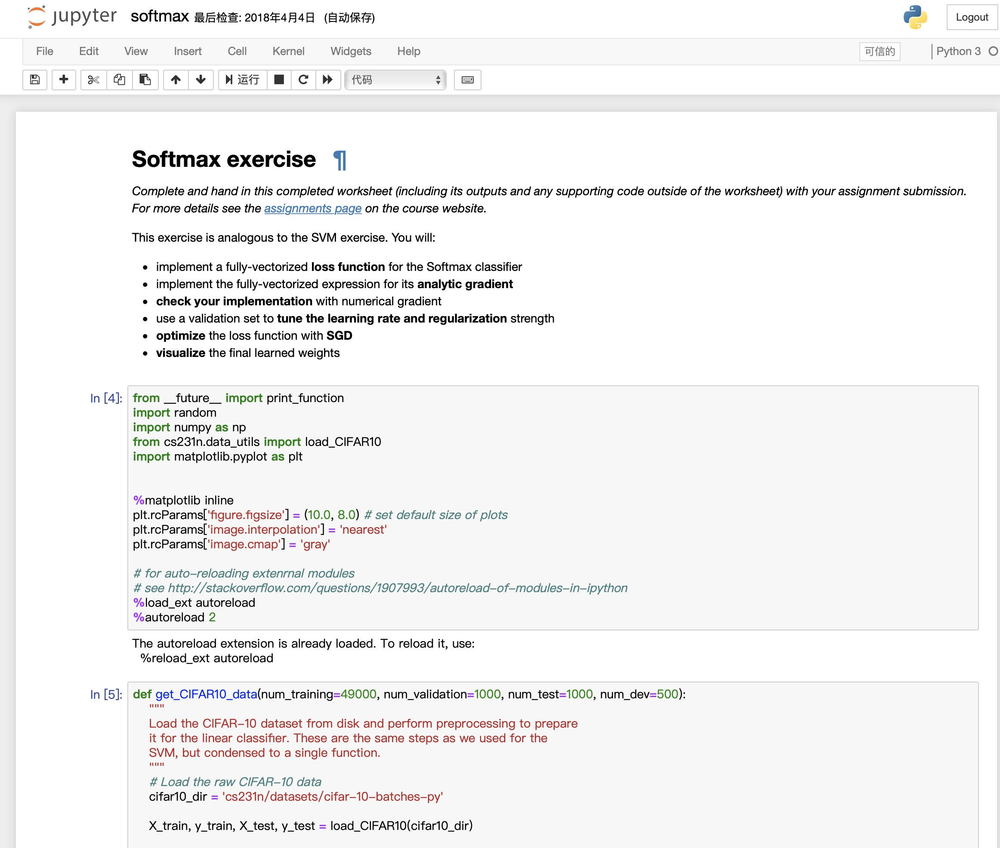 jupyter softmax 最后检查: 2018年4月4日 (自动保存)
Logout
File Edit View Insert Cell Kernel Widgets Help
可信的
Python 3
运行
代码
Softmax exercise ¶
Complete and hand in this completed worksheet (including its outputs and any supporting code outside of the worksheet) with your assignment submission.
For more details see the assignments page on the course website.
This exercise is analogous to the SVM exercise. You will:
• implement a fully-vectorized loss function for the Softmax classifier
• implement the fully-vectorized expression for its analytic gradient
• check your implementation with numerical gradient
• use a validation set to tune the learning rate and regularization strength
• optimize the loss function with SGD
• visualize the final learned weights
In [4]:
from __future__ import print_function
import random
import numpy as np
from cs231n.data_utils import load_CIFAR10
import matplotlib.pyplot as plt
%matplotlib inline
plt.rcParams['figure.figsize'] = (10.0, 8.0) # set default size of plots
plt.rcParams['image.interpolation'] = 'nearest'
plt.rcParams['image.cmap'] = 'gray'
# for auto-reloading extenrnal modules
# see http://stackoverflow.com/questions/1907993/autoreload-of-modules-in-ipython
%load_ext autoreload
%autoreload 2
The autoreload extension is already loaded. To reload it, use:
%reload_ext autoreload
In [5]:
def get_CIFAR10_data(num_training=49000, num_validation=1000, num_test=1000, num_dev=500):
"""
Load the CIFAR-10 dataset from disk and perform preprocessing to prepare
it for the linear classifier. These are the same steps as we used for the
SVM, but condensed to a single function.
"""
# Load the raw CIFAR-10 data
cifar10_dir = 'cs231n/datasets/cifar-10-batches-py'
X_train, y_train, X_test, y_test = load_CIFAR10(cifar10_dir)